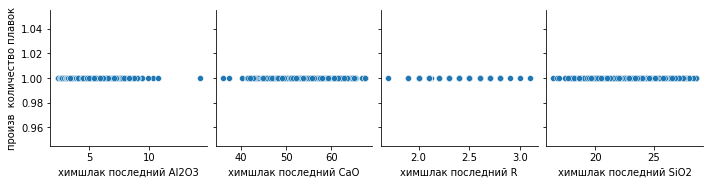 произв количество плавок
1.04
1.02
1.00
0.98
0.96
5 10
40 50 60
2.0 2.5 3.0
20 25
химшлак последний Al2O3
химшлак последний CaO
химшлак последний R
химшлак последний SiO2